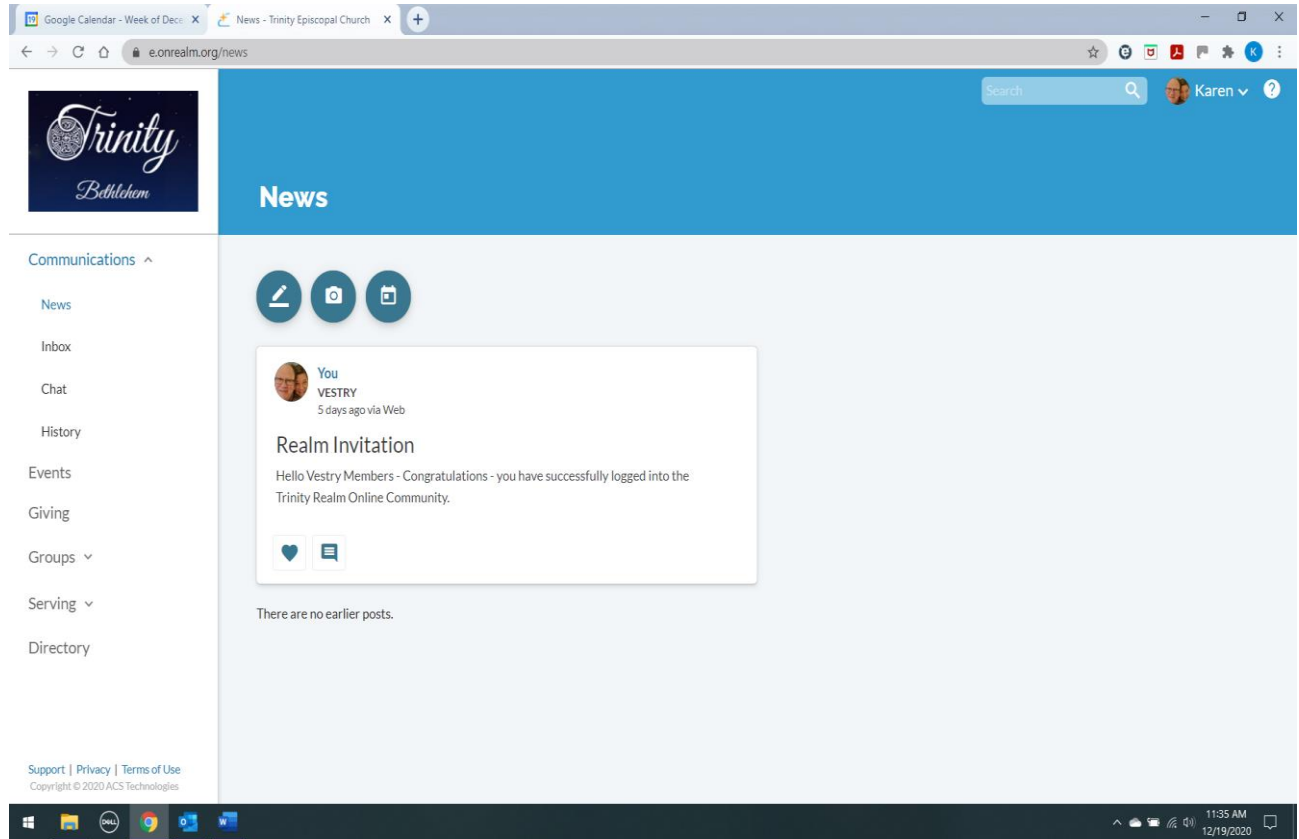 Google Calendar - Week of Dece
News - Trinity Episcopal Church
e.onrealm.org/news
Search
Karen
Trinity
Bethlehem
News
Communications
News
Inbox
Chat
History
Events
Giving
Groups
Serving
Directory
You
VESTRY
5 days ago via Web
Realm Invitation
Hello Vestry Members - Congratulations - you have successfully logged into the
Trinity Realm Online Community.
There are no earlier posts.
Support | Privacy | Terms of Use
Copyright © 2020 ACS Technologies
11:35 AM
12/19/2020